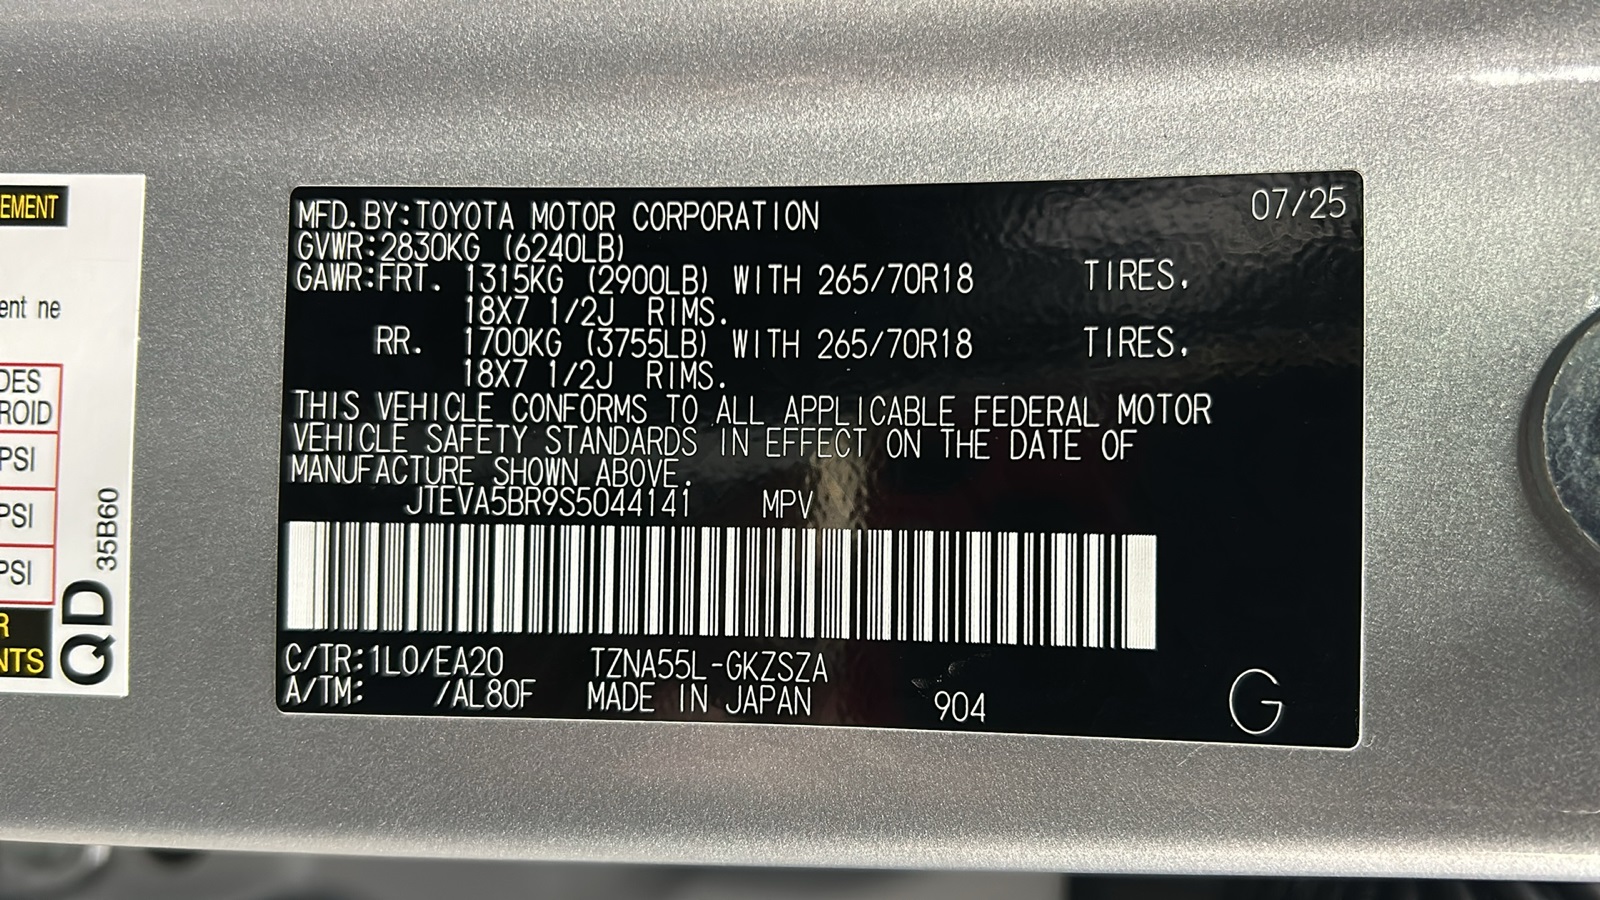 EMENT
ent ne
DES
ROID
PSI
PSI
PSI
R
NTS
QD
35B60
MFD.BY:TOYOTA MOTOR CORPORATION 07/25
GVWR:2830KG (6240LB)
GAWR:FRT. 1315KG (2900LB) WITH 265/70R18 TIRES.
18X7 1/2J RIMS.
RR. 1700KG (3755LB) WITH 265/70R18 TIRES.
18X7 1/2J RIMS.
THIS VEHICLE CONFORMS TO ALL APPLICABLE FEDERAL MOTOR
VEHICLE SAFETY STANDARDS IN EFFECT ON THE DATE OF
MANUFACTURE SHOWN ABOVE.
JTEVA5BR9S5044141 MPV
C/TR:1L0/EA20 TZNA55L-GKZSZA
A/TM: /AL80F MADE IN JAPAN 904 G